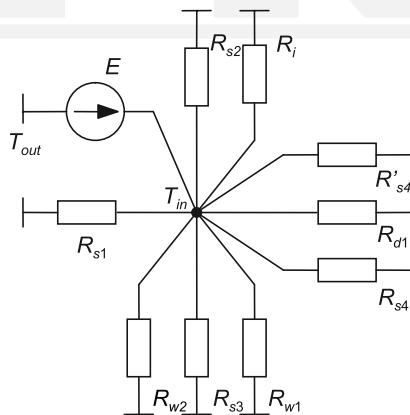 R_s2
R_i
E
T_out
R'_s4
T_in
R_d1
R_s1
R_s4
R_w2
R_s3
R_w1